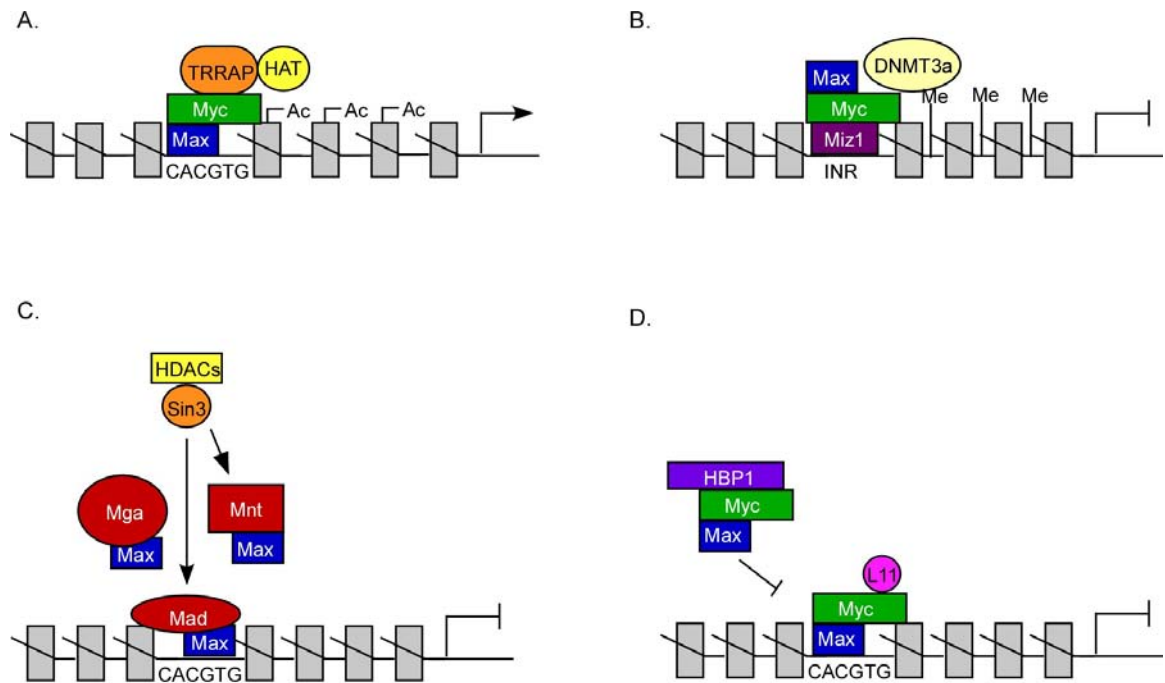 A.
TRRAP HAT
Myc
Ac Ac Ac
Max
CACGTG
B.
Max DNMT3a
Myc
Me Me Me
Miz1
INR
C.
HDACs
Sin3
Mga Mnt
Max Max
Mad
Max
CACGTG
D.
HBP1
Myc
Max
L11
Myc
Max
CACGTG